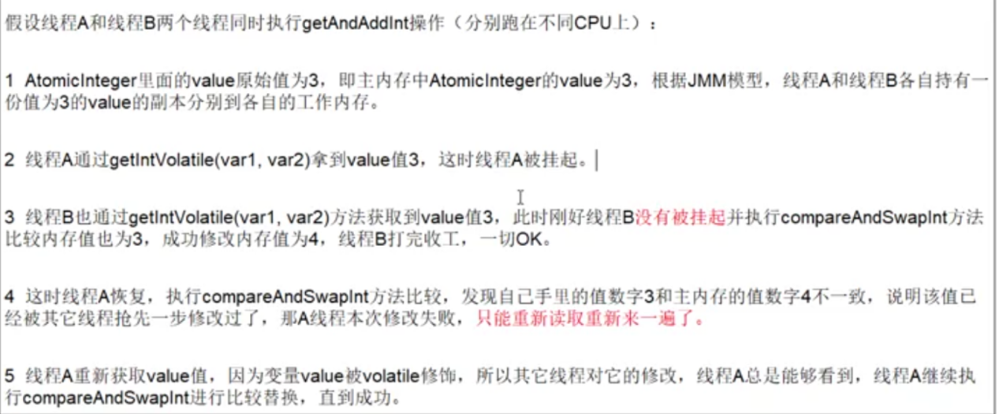 假设线程A和线程B两个线程同时执行getAndAddInt操作（分别跑在不同CPU上）：
1 AtomicInteger里面的value原始值为3，即主内存中AtomicInteger的value为3，根据JMM模型，线程A和线程B各自持有一
份值为3的value的副本分别到各自的工作内存。
2 线程A通过getIntVolatile(var1, var2)拿到value值3，这时线程A被挂起。
3 线程B也通过getIntVolatile(var1, var2)方法获取到value值3，此时刚好线程B没有被挂起并执行compareAndSwapInt方法
比较内存值也为3，成功修改内存值为4，线程B打完收工，一切OK。
4 这时线程A恢复，执行compareAndSwapInt方法比较，发现自己手里的值数字3和主内存的值数字4不一致，说明该值已
经被其它线程抢先一步修改过了，那A线程本次修改失败，只能重新读取重新来一遍了。
5 线程A重新获取value值，因为变量value被volatile修饰，所以其它线程对它的修改，线程A总是能够看到，线程A继续执
行compareAndSwapInt进行比较替换，直到成功。